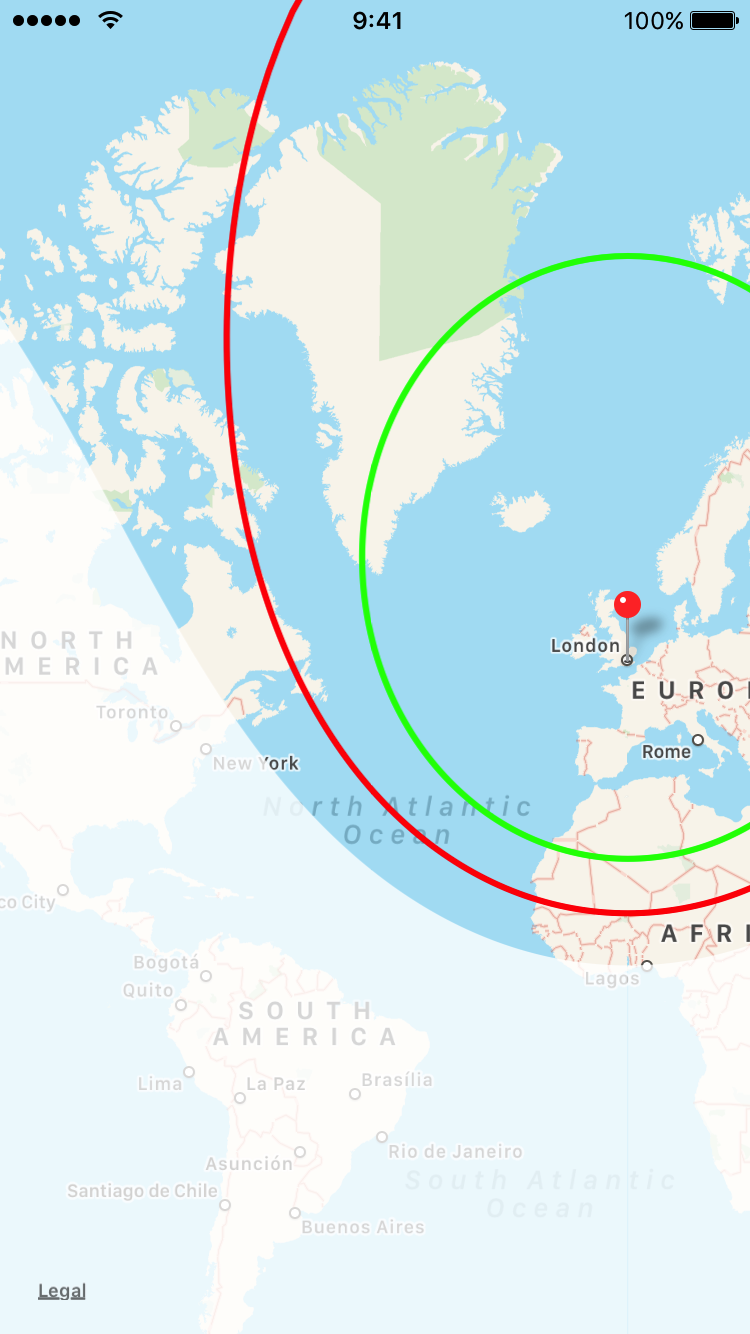 9:41
100%
London
EURO
Rome
NORTH
MERICA
Toronto
New York
North Atlantic
Ocean
co City
AFRI
Lagos
Bogotá
Quito
SOUTH
AMERICA
Lima
La Paz
Brasília
Rio de Janeiro
Asunción
South Atlantic
Ocean
Santiago de Chile
Buenos Aires
Legal